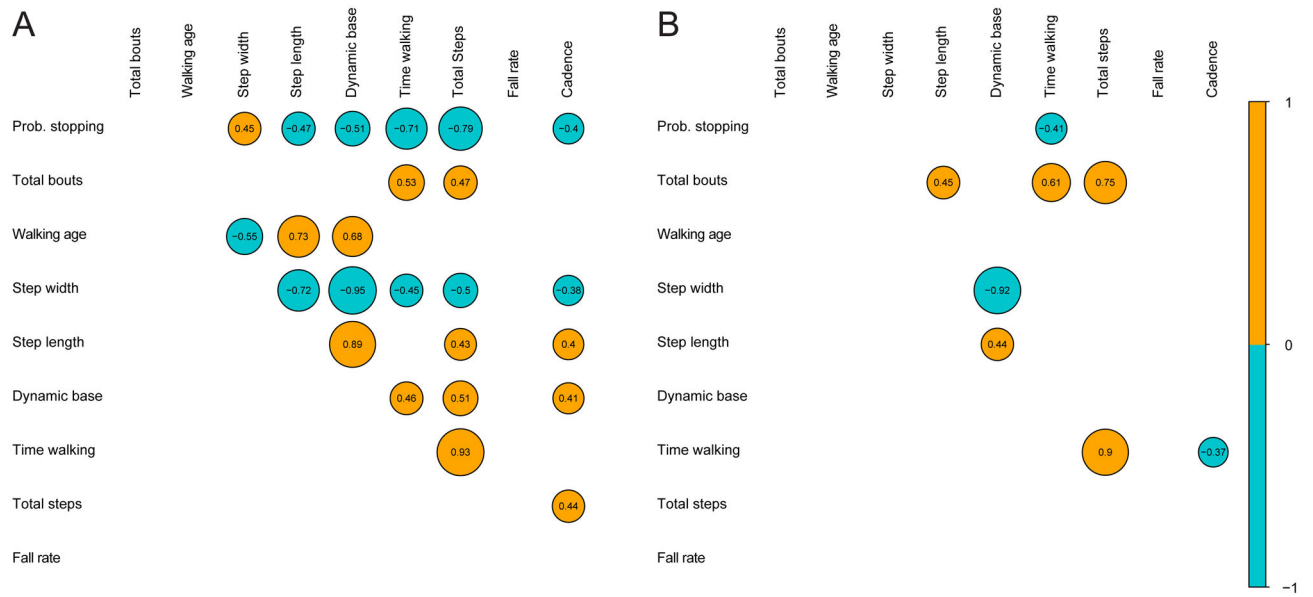 A
Total bouts
Walking age
Step width
Step length
Dynamic base
Time walking
Total Steps
Fall rate
Cadence
Prob. stopping 0.45 −0.47 −0.51 −0.71 −0.79 −0.4
Total bouts 0.53 0.47
Walking age −0.55 0.73 0.68
Step width −0.72 −0.95 −0.45 −0.5 −0.38
Step length 0.89 0.43 0.4
Dynamic base 0.46 0.51 0.41
Time walking 0.93
Total steps 0.44
Fall rate
B
Total bouts
Walking age
Step width
Step length
Dynamic base
Time walking
Total steps
Fall rate
Cadence
Prob. stopping −0.41
Total bouts 0.45 0.61 0.75
Walking age
Step width −0.92
Step length 0.44
Dynamic base
Time walking 0.9 −0.37
Total steps
Fall rate
1
0
−1